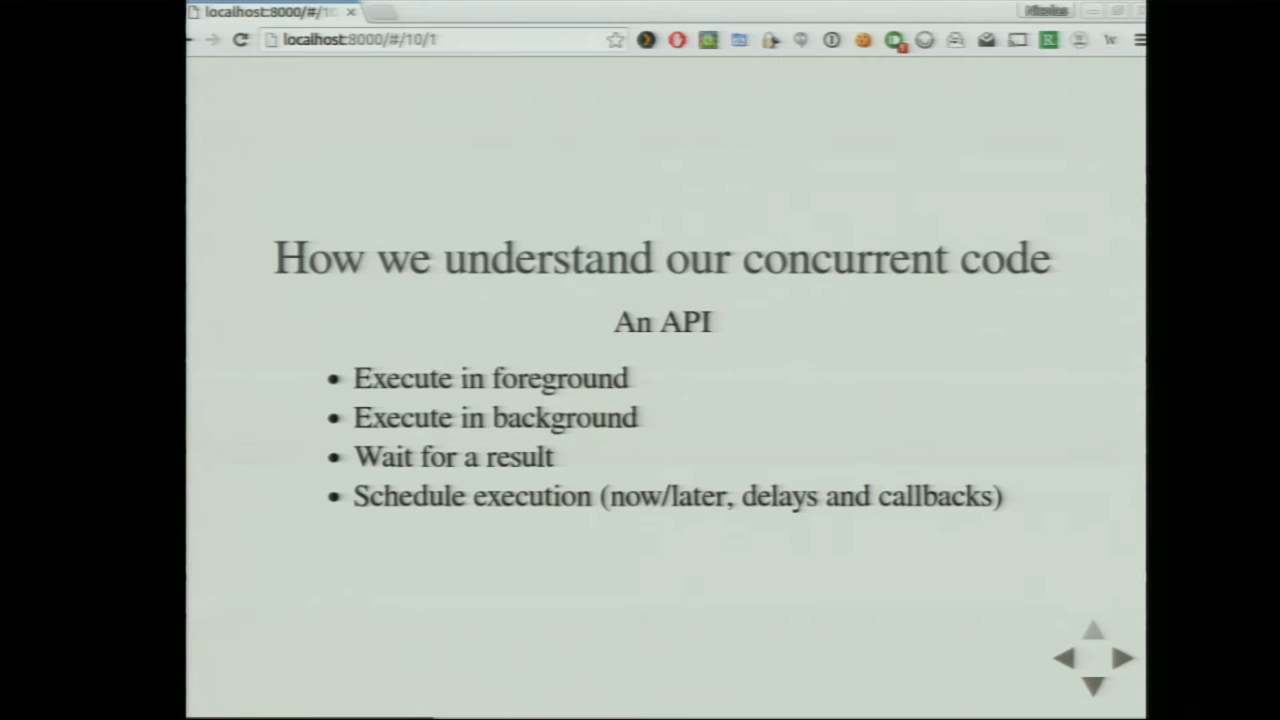 localhost:8000/#/10
Nicolas
localhost:8000/#/10/1
How we understand our concurrent code
An API
• Execute in foreground
• Execute in background
• Wait for a result
• Schedule execution (now/later, delays and callbacks)